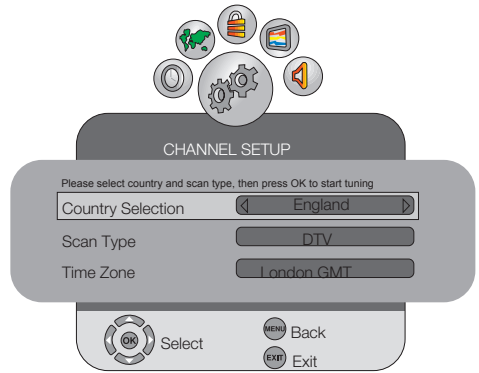 CHANNEL SETUP
Please select country and scan type, then press OK to start tuning
Country Selection England
Scan Type DTV
Time Zone London GMT
OK Select
MENU Back
EXIT Exit